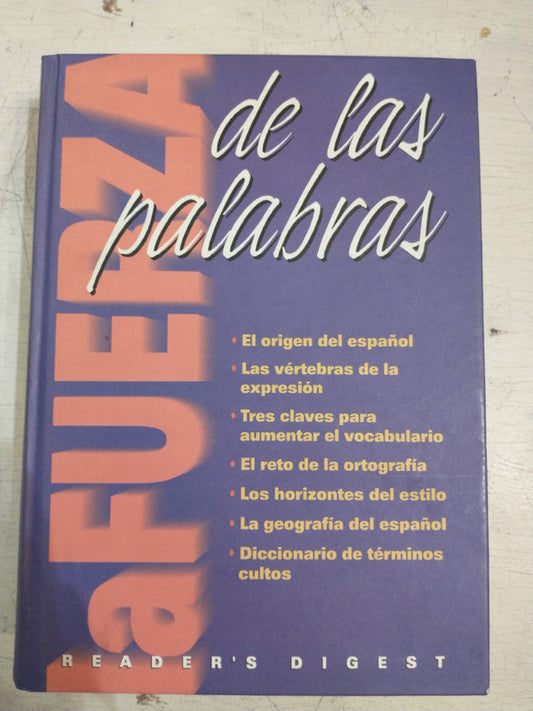 La FUERZA
de las
palabras
• El origen del español
• Las vértebras de la
expresión
• Tres claves para
aumentar el vocabulario
• El reto de la ortografía
• Los horizontes del estilo
• La geografía del español
• Diccionario de términos
cultos
READER'S DIGEST